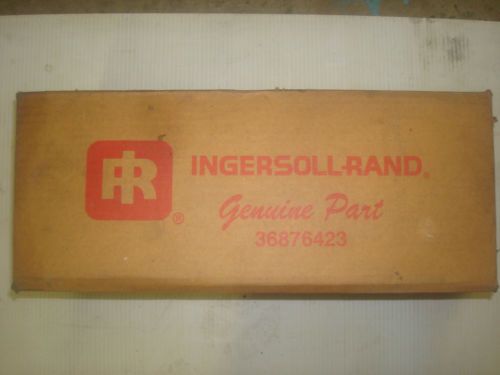 IR ®
INGERSOLL-RAND®
Genuine Part
36876423